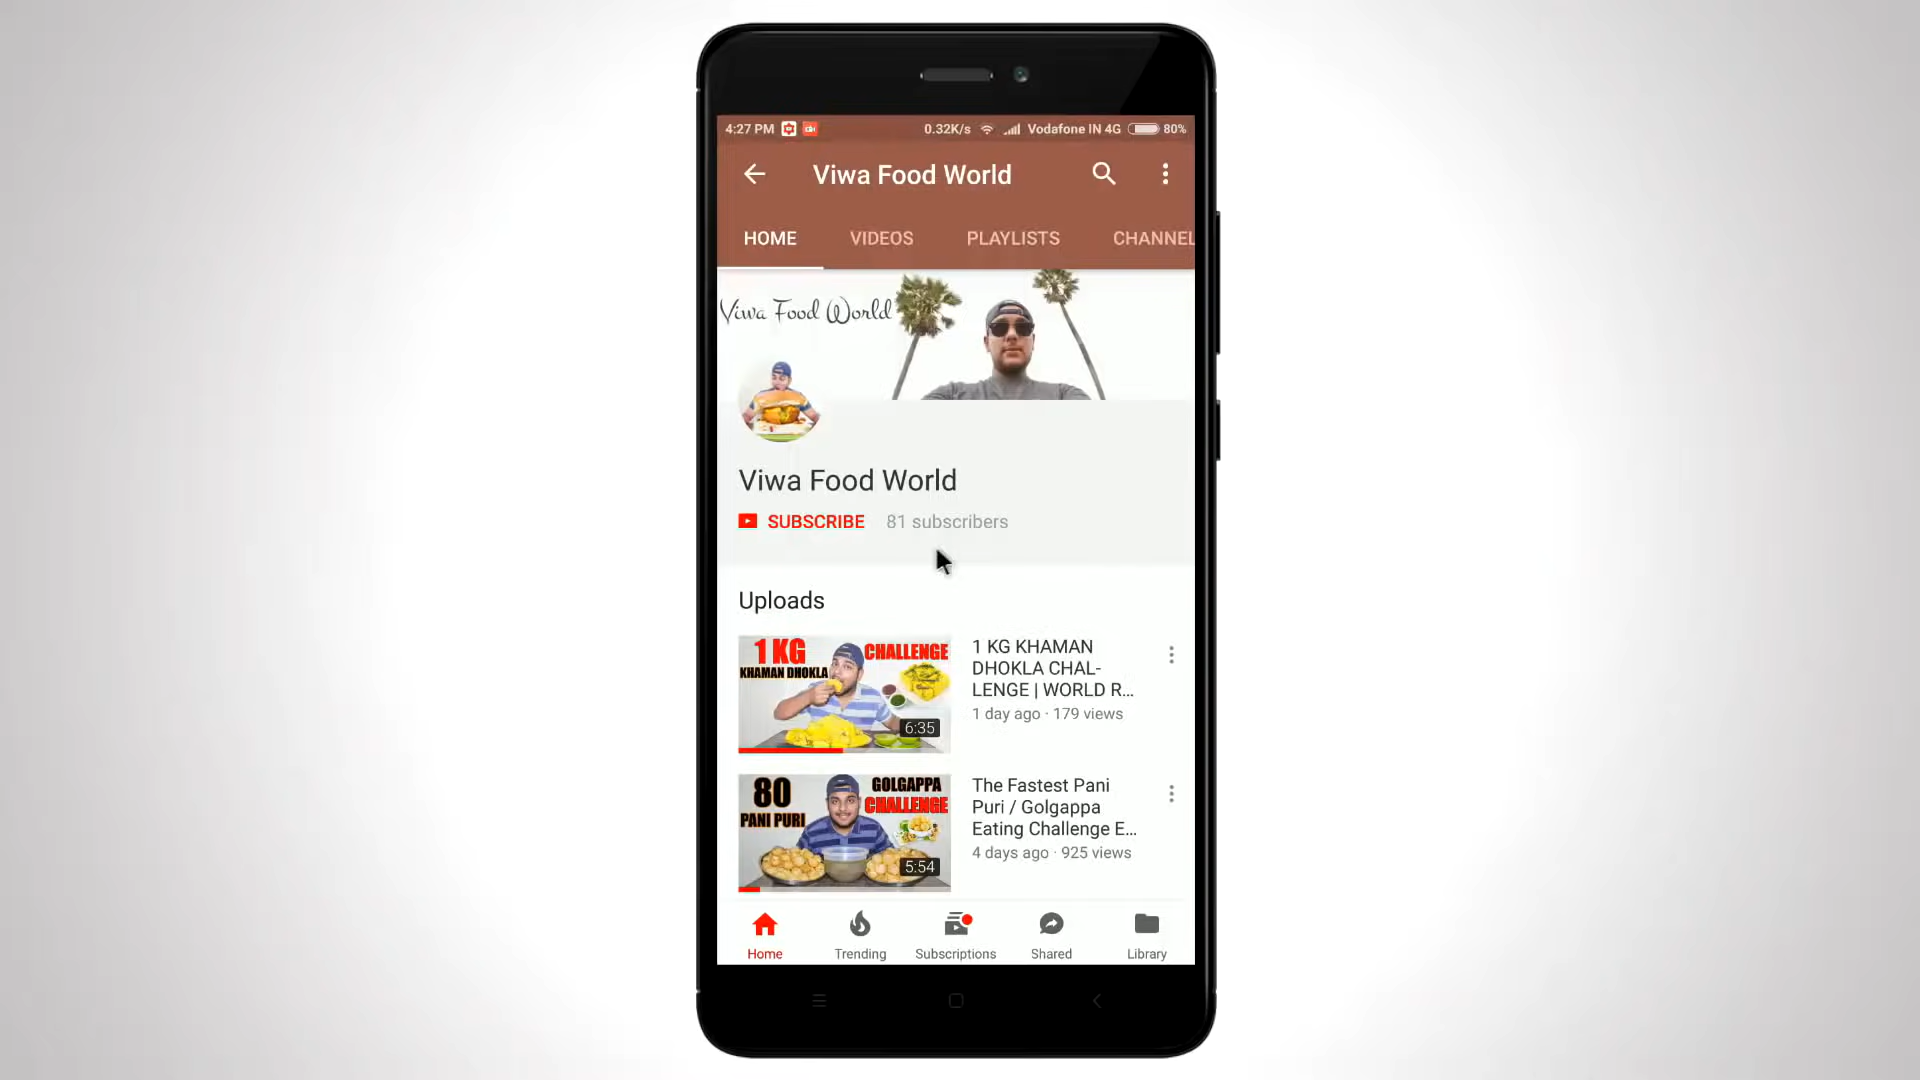 4:27 PM 0.32K/s Vodafone IN 4G 80%
Viwa Food World
HOME VIDEOS PLAYLISTS CHANNEL
Viwa Food World
Viwa Food World
SUBSCRIBE 81 subscribers
Uploads
1 KG CHALLENGE
KHAMAN DHOKLA
6:35
1 KG KHAMAN
DHOKLA CHAL-
LENGE | WORLD R...
1 day ago · 179 views
80 GOLGAPPA
PANI PURI CHALLENGE
5:54
The Fastest Pani
Puri / Golgappa
Eating Challenge E...
4 days ago · 925 views
Home Trending Subscriptions Shared Library